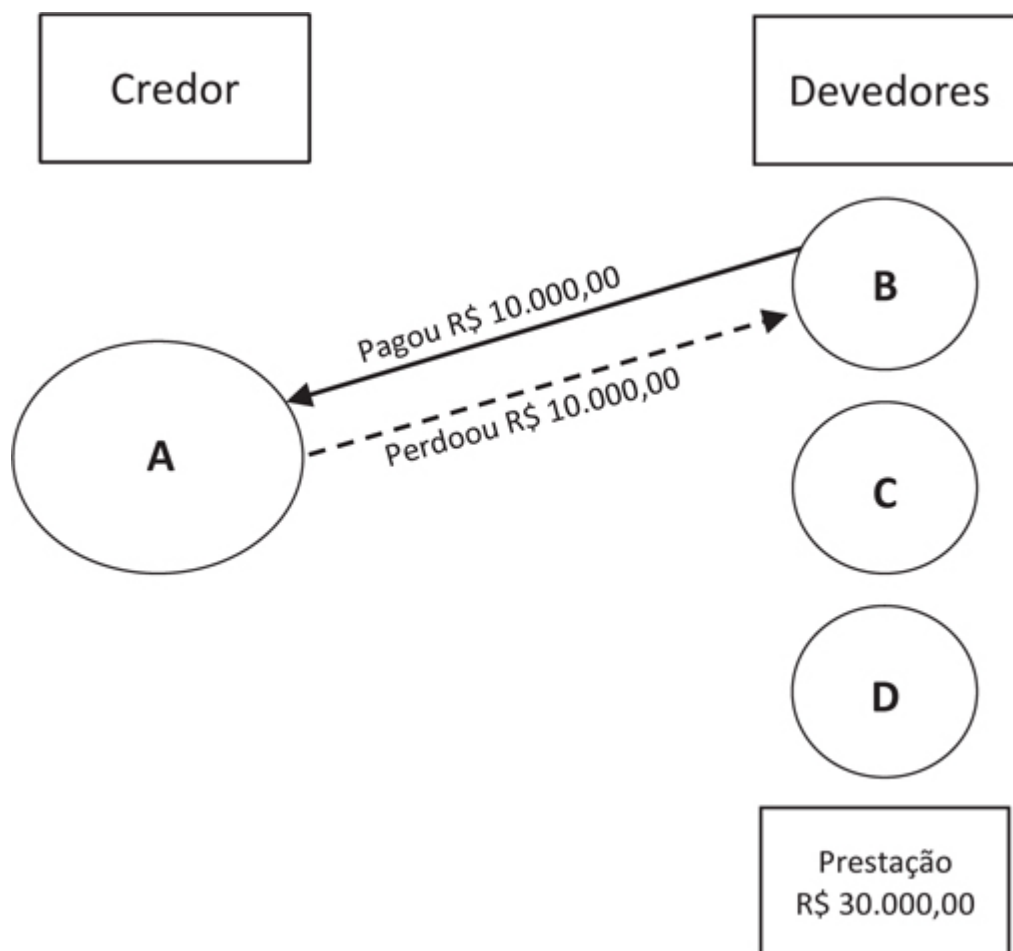 Credor
Devedores
Pagou R$ 10.000,00
Perdoou R$ 10.000,00
A
B
C
D
Prestação
R$ 30.000,00